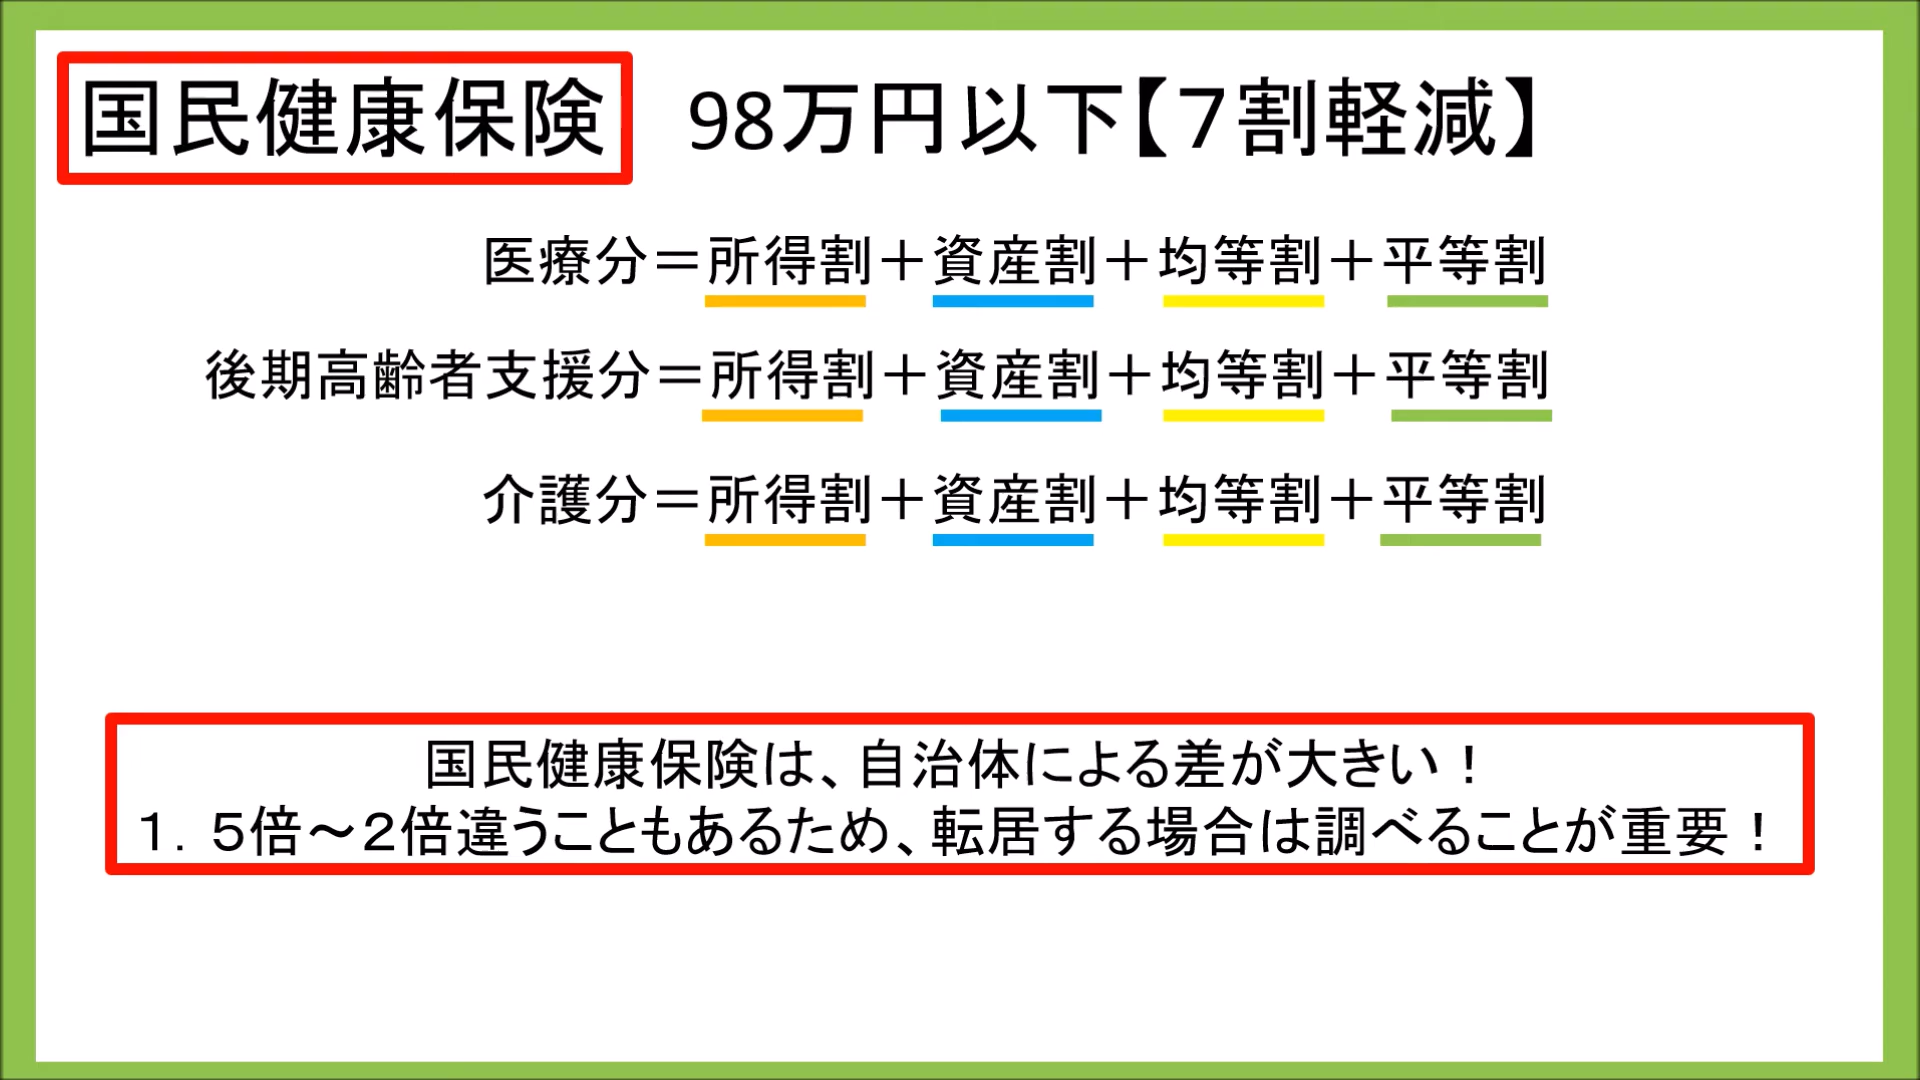 国民健康保険　98万円以下【７割軽減】
医療分＝所得割＋資産割＋均等割＋平等割
後期高齢者支援分＝所得割＋資産割＋均等割＋平等割
介護分＝所得割＋資産割＋均等割＋平等割
国民健康保険は、自治体による差が大きい！
１．５倍～２倍違うこともあるため、転居する場合は調べることが重要！